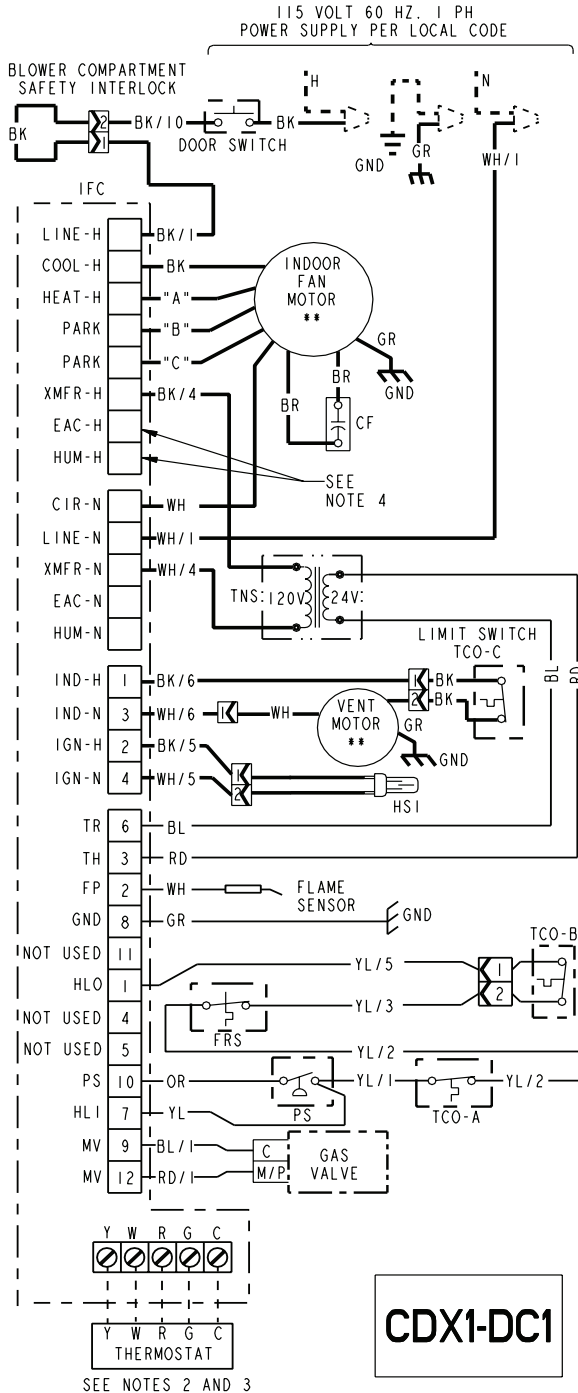 115 VOLT 60 HZ. 1 PH
POWER SUPPLY PER LOCAL CODE
BLOWER COMPARTMENT
SAFETY INTERLOCK
H
N
BK
2
1
BK/10
BK
DOOR SWITCH
GND
GR
WH/1
IFC
LINE-H
BK/1
COOL-H
BK
HEAT-H
"A"
PARK
"B"
PARK
"C"
XMFR-H
BK/4
EAC-H
HUM-H
INDOOR
FAN
MOTOR
**
GR
GND
BR
BR
CF
SEE
NOTE 4
CIR-N
WH
LINE-N
WH/1
XMFR-N
WH/4
EAC-N
HUM-N
TNS:
120V
24V:
LIMIT SWITCH
TCO-C
BL
RD
IND-H
1
BK/6
1
BK
2
BK
IND-N
3
WH/6
1
WH
VENT
MOTOR
**
GR
GND
IGN-H
2
BK/5
1
IGN-N
4
WH/5
2
HSI
TR
6
BL
TH
3
RD
FP
2
WH
FLAME
SENSOR
GND
8
GR
GND
NOT USED
11
TCO-B
HLO
1
YL/5
1
2
NOT USED
4
YL/3
FRS
NOT USED
5
YL/2
PS
10
OR
PS
YL/1
TCO-A
YL/2
HLI
7
YL
MV
9
BL/1
C
MV
12
RD/1
M/P
GAS
VALVE
Y W R G C
Y W R G C
THERMOSTAT
SEE NOTES 2 AND 3
CDX1-DC1